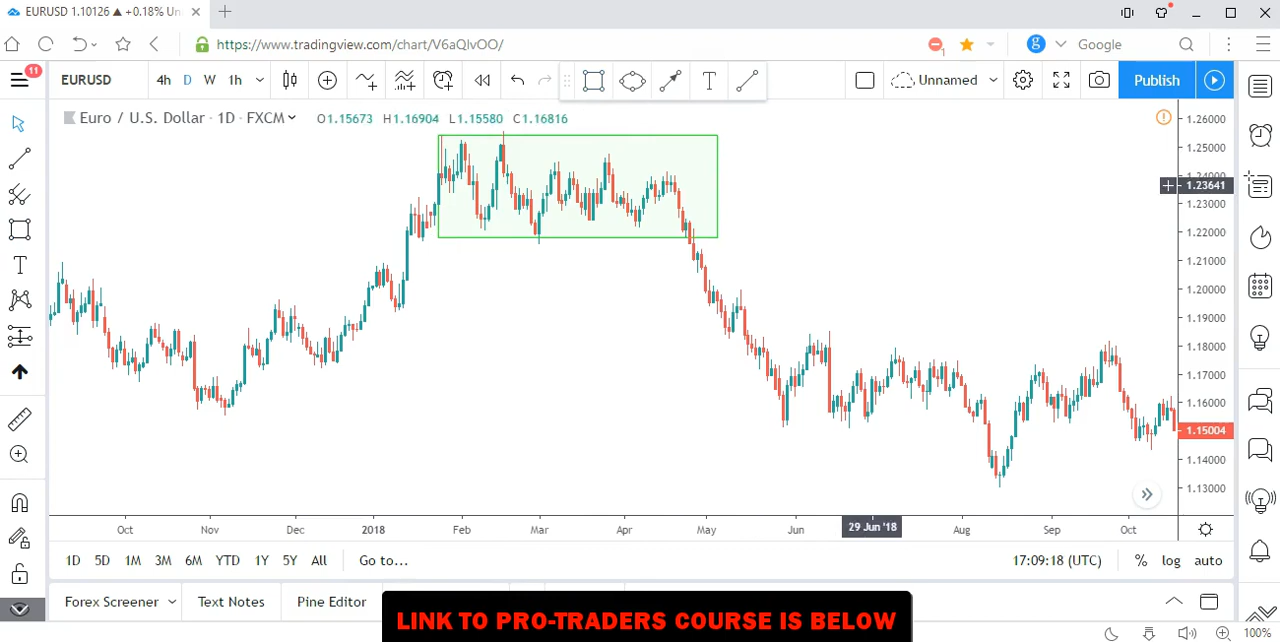 EURUSD 1.10126 ▲ +0.18% Un
https://www.tradingview.com/chart/V6aQlvOO/
1
g
Google
11
EURUSD
4h D W 1h
T
Unnamed
Publish
Euro / U.S. Dollar · 1D · FXCM
O1.15673 H1.16904 L1.15580 C1.16816
1.26000
1.25000
1.24000
1.23641
1.23000
1.22000
1.21000
1.20000
1.19000
1.18000
1.17000
1.16000
1.15004
1.14000
1.13000
T
Oct Nov Dec 2018 Feb Mar Apr May Jun 29 Jun '18 Aug Sep Oct
1D 5D 1M 3M 6M YTD 1Y 5Y All Go to... 17:09:18 (UTC) % log auto
Forex Screener Text Notes Pine Editor
LINK TO PRO-TRADERS COURSE IS BELOW
100%